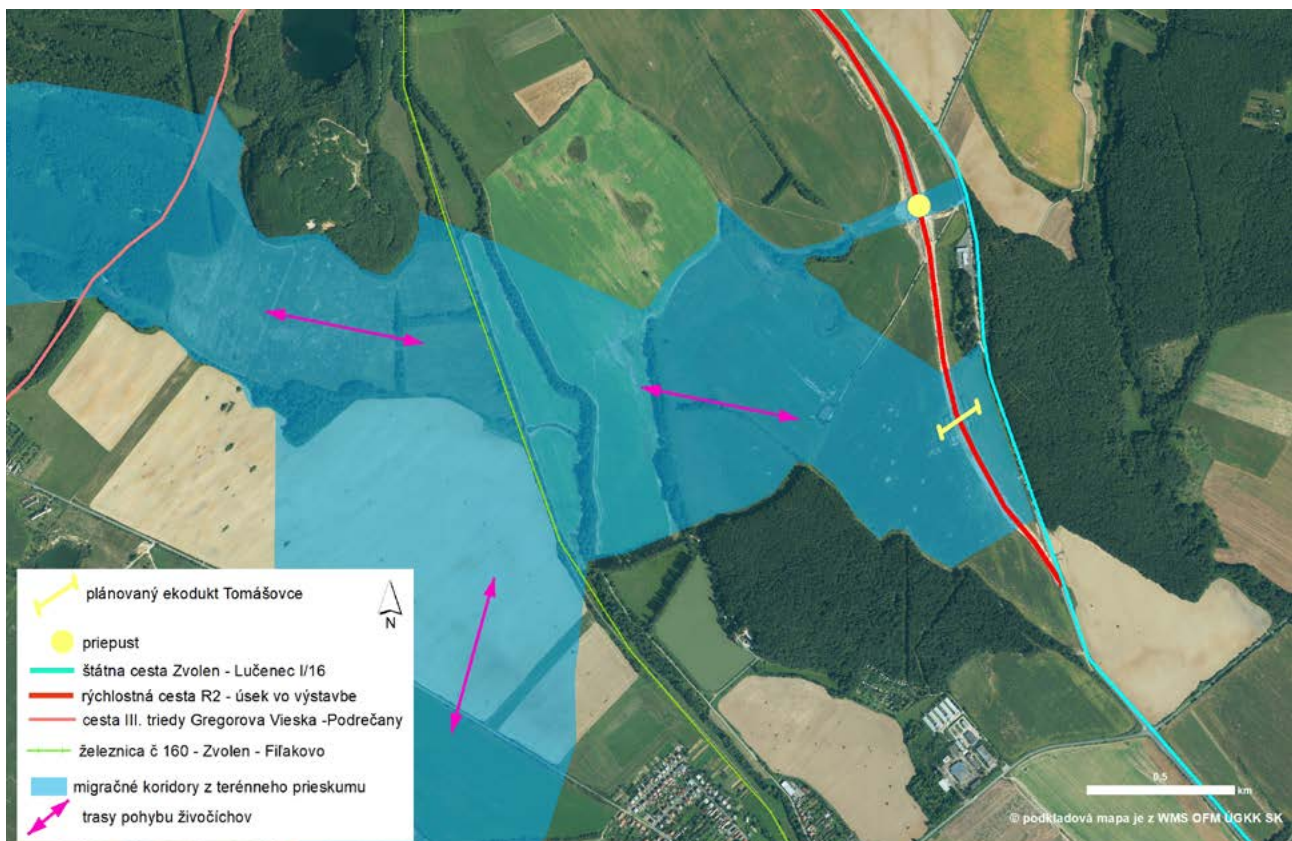 plánovaný ekodukt Tomášovce
N
priepust
štátna cesta Zvolen - Lučenec I/16
rýchlostná cesta R2 - úsek vo výstavbe
cesta III. triedy Gregorova Vieska -Podrečany
železnica č 160 - Zvolen - Fiľakovo
migračné koridory z terénneho prieskumu
trasy pohybu živočíchov
0,5
km
© podkladová mapa je z WMS OFM ÚGKK SK